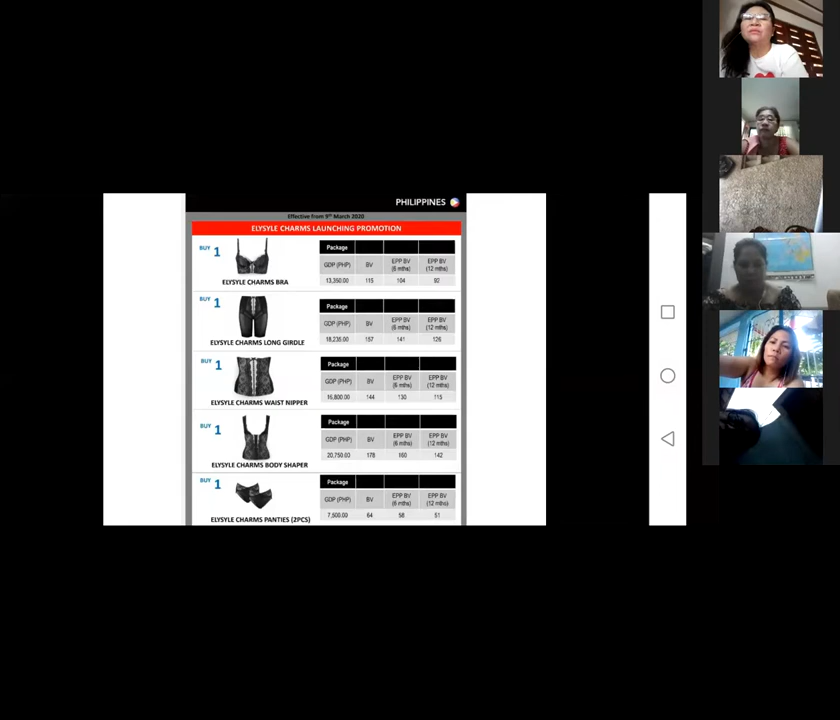 PHILIPPINES
Effective from 9th March 2020
ELYSYLE CHARMS LAUNCHING PROMOTION
BUY 1
ELYSYLE CHARMS BRA
Package
GDP (PHP) BV EPP BV (6 mths) EPP BV (12 mths)
13,350.00 115 104 92
BUY 1
ELYSYLE CHARMS LONG GIRDLE
Package
GDP (PHP) BV EPP BV (6 mths) EPP BV (12 mths)
18,235.00 157 141 126
BUY 1
ELYSYLE CHARMS WAIST NIPPER
Package
GDP (PHP) BV EPP BV (6 mths) EPP BV (12 mths)
16,800.00 144 130 115
BUY 1
ELYSYLE CHARMS BODY SHAPER
Package
GDP (PHP) BV EPP BV (6 mths) EPP BV (12 mths)
20,750.00 178 160 142
BUY 1
ELYSYLE CHARMS PANTIES (2PCS)
Package
GDP (PHP) BV EPP BV (6 mths) EPP BV (12 mths)
7,500.00 64 58 51